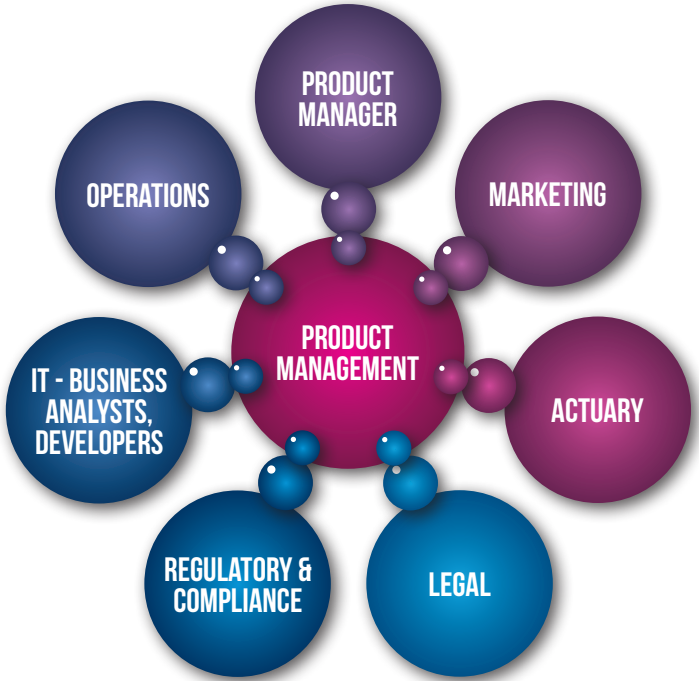 PRODUCT
MANAGER
OPERATIONS
MARKETING
PRODUCT
MANAGEMENT
IT - BUSINESS
ANALYSTS,
DEVELOPERS
ACTUARY
REGULATORY &
COMPLIANCE
LEGAL